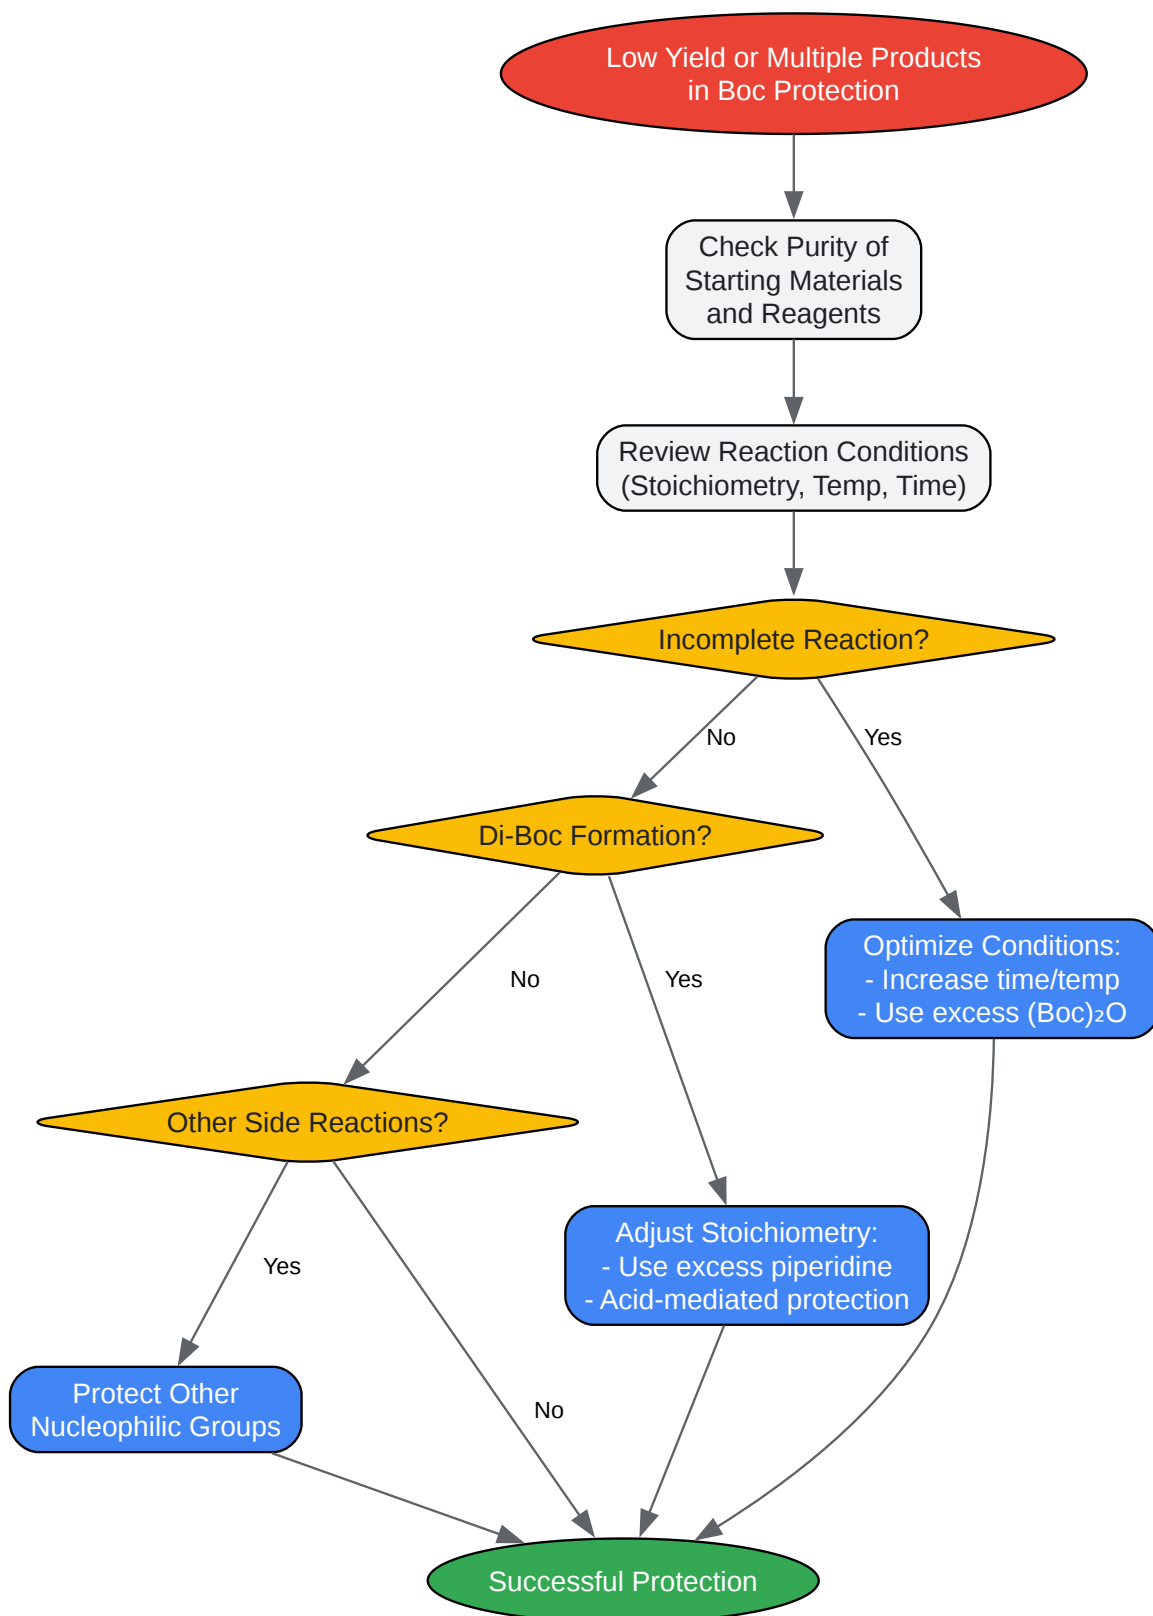 Low Yield or Multiple Products
in Boc Protection
Check Purity of
Starting Materials
and Reagents
Review Reaction Conditions
(Stoichiometry, Temp, Time)
Incomplete Reaction?
No
Yes
Di-Boc Formation?
Optimize Conditions:
- Increase time/temp
- Use excess (Boc)₂O
No
Yes
Other Side Reactions?
Adjust Stoichiometry:
- Use excess piperidine
- Acid-mediated protection
Yes
No
Protect Other
Nucleophilic Groups
Successful Protection